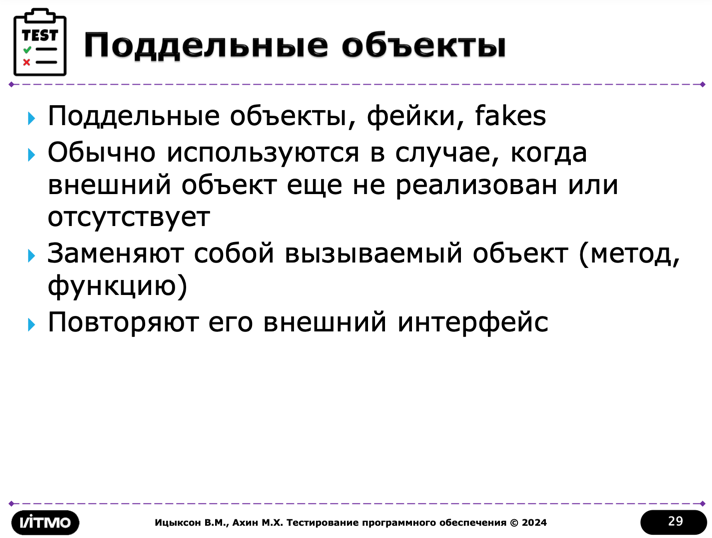 TEST
Поддельные объекты
Поддельные объекты, фейки, fakes
Обычно используются в случае, когда
внешний объект еще не реализован или
отсутствует
Заменяют собой вызываемый объект (метод,
функцию)
Повторяют его внешний интерфейс
ИТМО
Ицыксон В.М., Ахин М.Х. Тестирование программного обеспечения © 2024
29